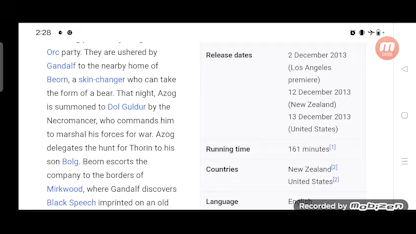 2:28
Orc party. They are ushered by
Gandalf to the nearby home of
Beorn, a skin-changer who can take
the form of a bear. That night, Azog
is summoned to Dol Guldur by the
Necromancer, who commands him
to marshal his forces for war. Azog
delegates the hunt for Thorin to his
son Bolg. Beorn escorts the
company to the borders of
Mirkwood, where Gandalf discovers
Black Speech imprinted on an old
Release dates
2 December 2013
(Los Angeles
premiere)
12 December 2013
(New Zealand)
13 December 2013
(United States)
Running time
161 minutes[1]
Countries
New Zealand[2]
United States[2]
Language
English
Recorded by MOBIZEN